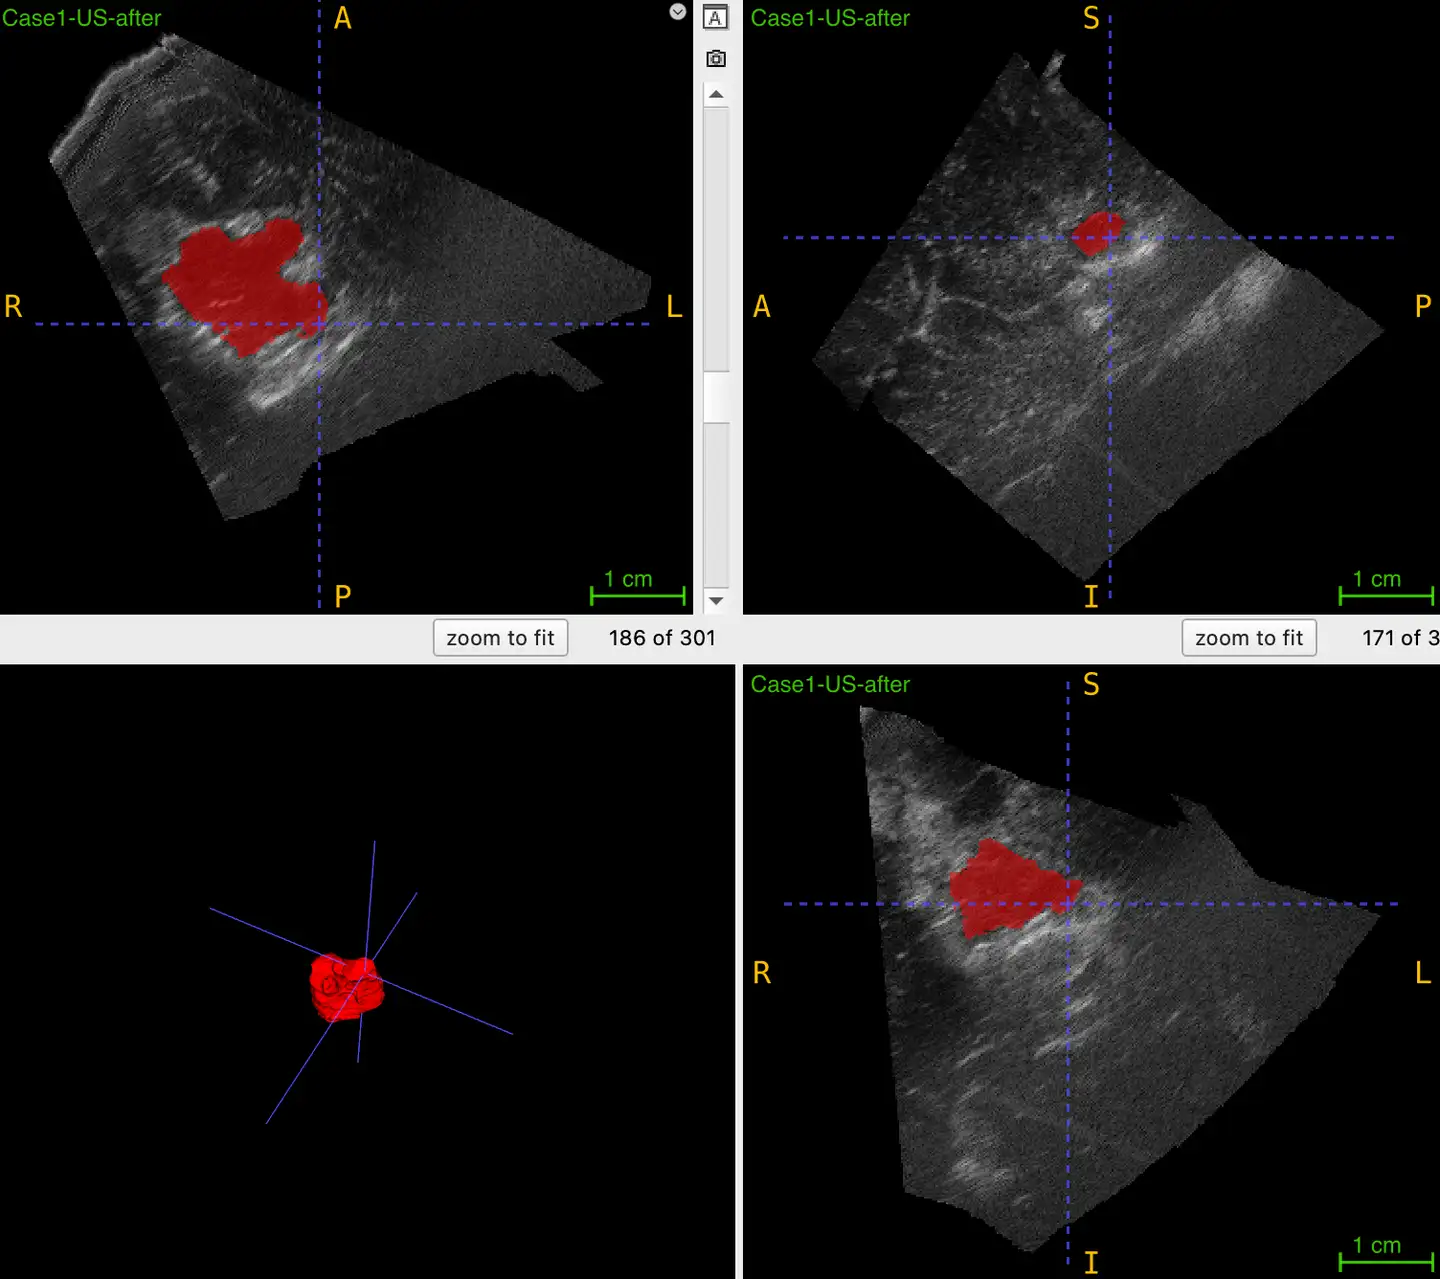 Case1-US-after
A
A
R
L
P
1 cm
zoom to fit
186 of 301
Case1-US-after
S
A
P
I
1 cm
zoom to fit
171 of 3
Case1-US-after
S
R
L
I
1 cm